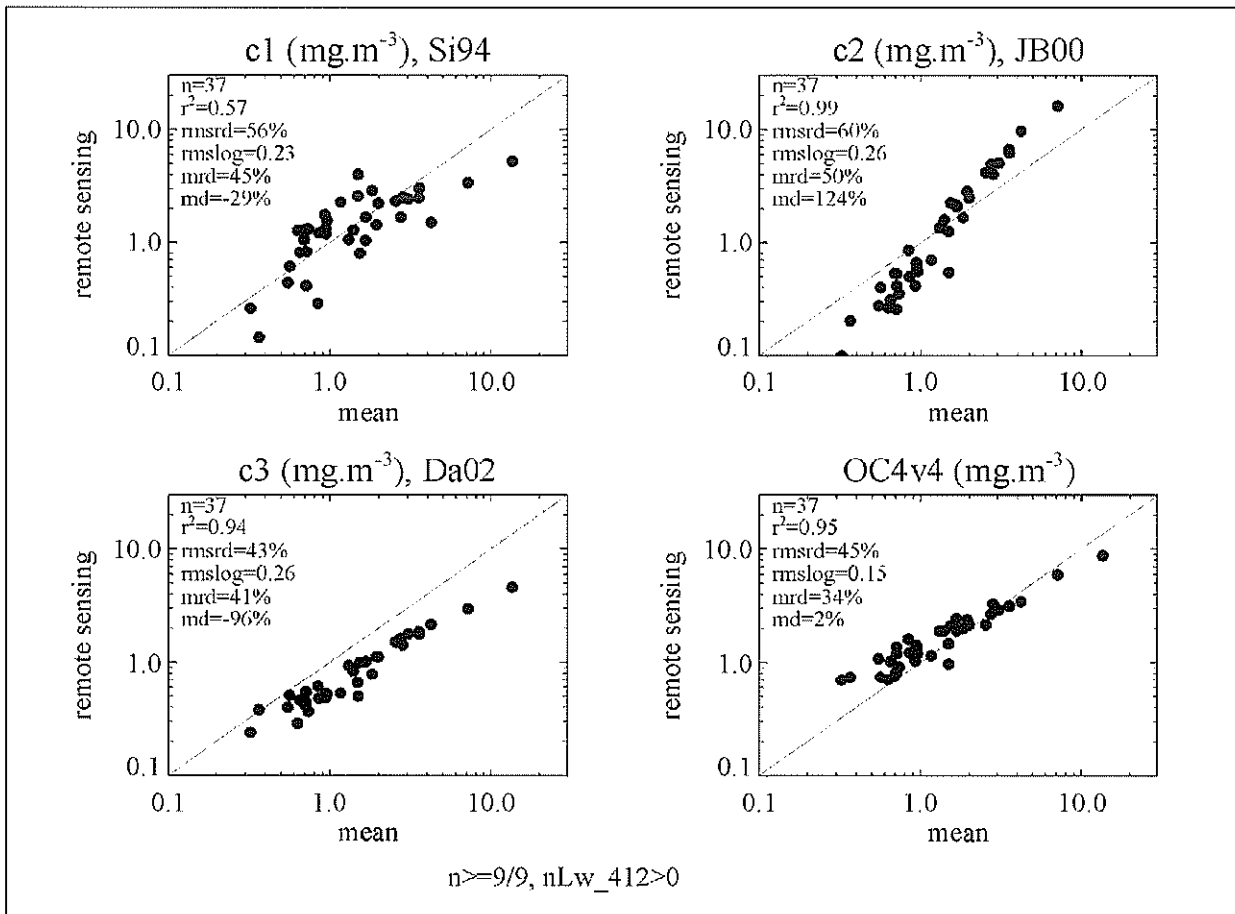 c1 (mg.m⁻³), Si94
n=37
r²=0.57
rmsrd=56%
rmslog=0.23
mrd=45%
md=-29%
remote sensing
10.0
1.0
0.1
0.1 1.0 10.0
mean
c2 (mg.m⁻³), JB00
n=37
r²=0.99
rmsrd=60%
rmslog=0.26
mrd=50%
md=124%
remote sensing
10.0
1.0
0.1
0.1 1.0 10.0
mean
c3 (mg.m⁻³), Da02
n=37
r²=0.94
rmsrd=43%
rmslog=0.26
mrd=41%
md=-96%
remote sensing
10.0
1.0
0.1
0.1 1.0 10.0
mean
OC4v4 (mg.m⁻³)
n=37
r²=0.95
rmsrd=45%
rmslog=0.15
mrd=34%
md=2%
remote sensing
10.0
1.0
0.1
0.1 1.0 10.0
mean
n>=9/9, nLw_412>0